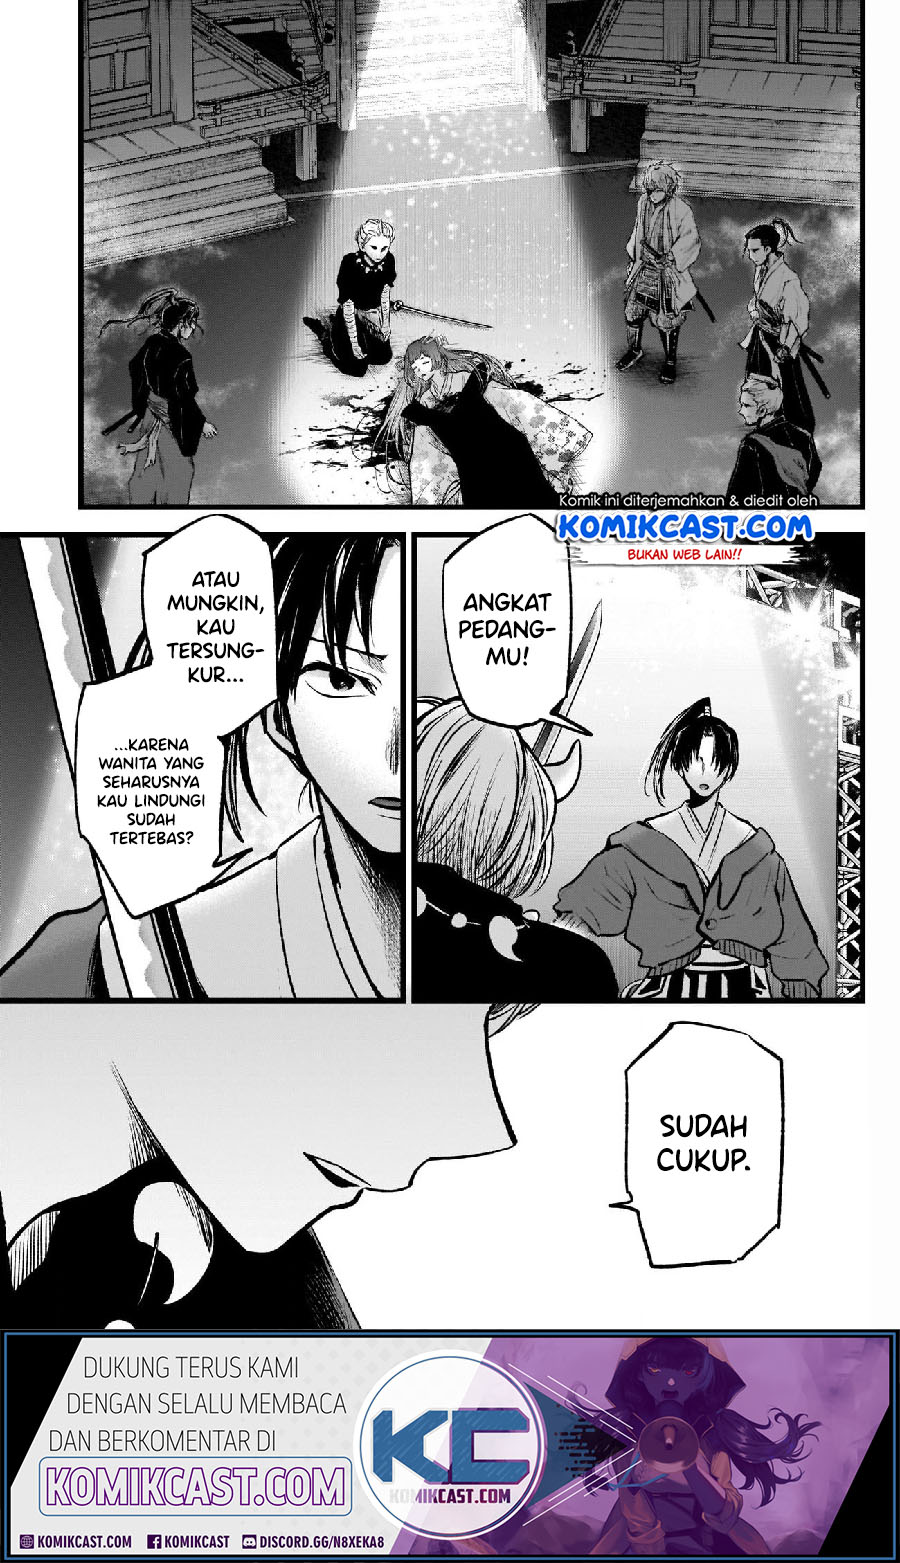 Komik ini diterjemahkan & diedit oleh
KOMIKCAST.COM
BUKAN WEB LAIN!!
ANGKAT
PEDANG-
MU!
ATAU
MUNGKIN,
KAU
TERSUNG-
KUR...
...KARENA
WANITA YANG
SEHARUSNYA
KAU LINDUNGI
SUDAH
TERTEBAS?
SUDAH
CUKUP.
DUKUNG TERUS KAMI
DENGAN SELALU MEMBACA
DAN BERKOMENTAR DI
KOMIKCAST.COM
KOMIKCAST.COM KOMIKCAST DISCORD.GG/N8XEKA8
KC
KOMIKCAST.COM